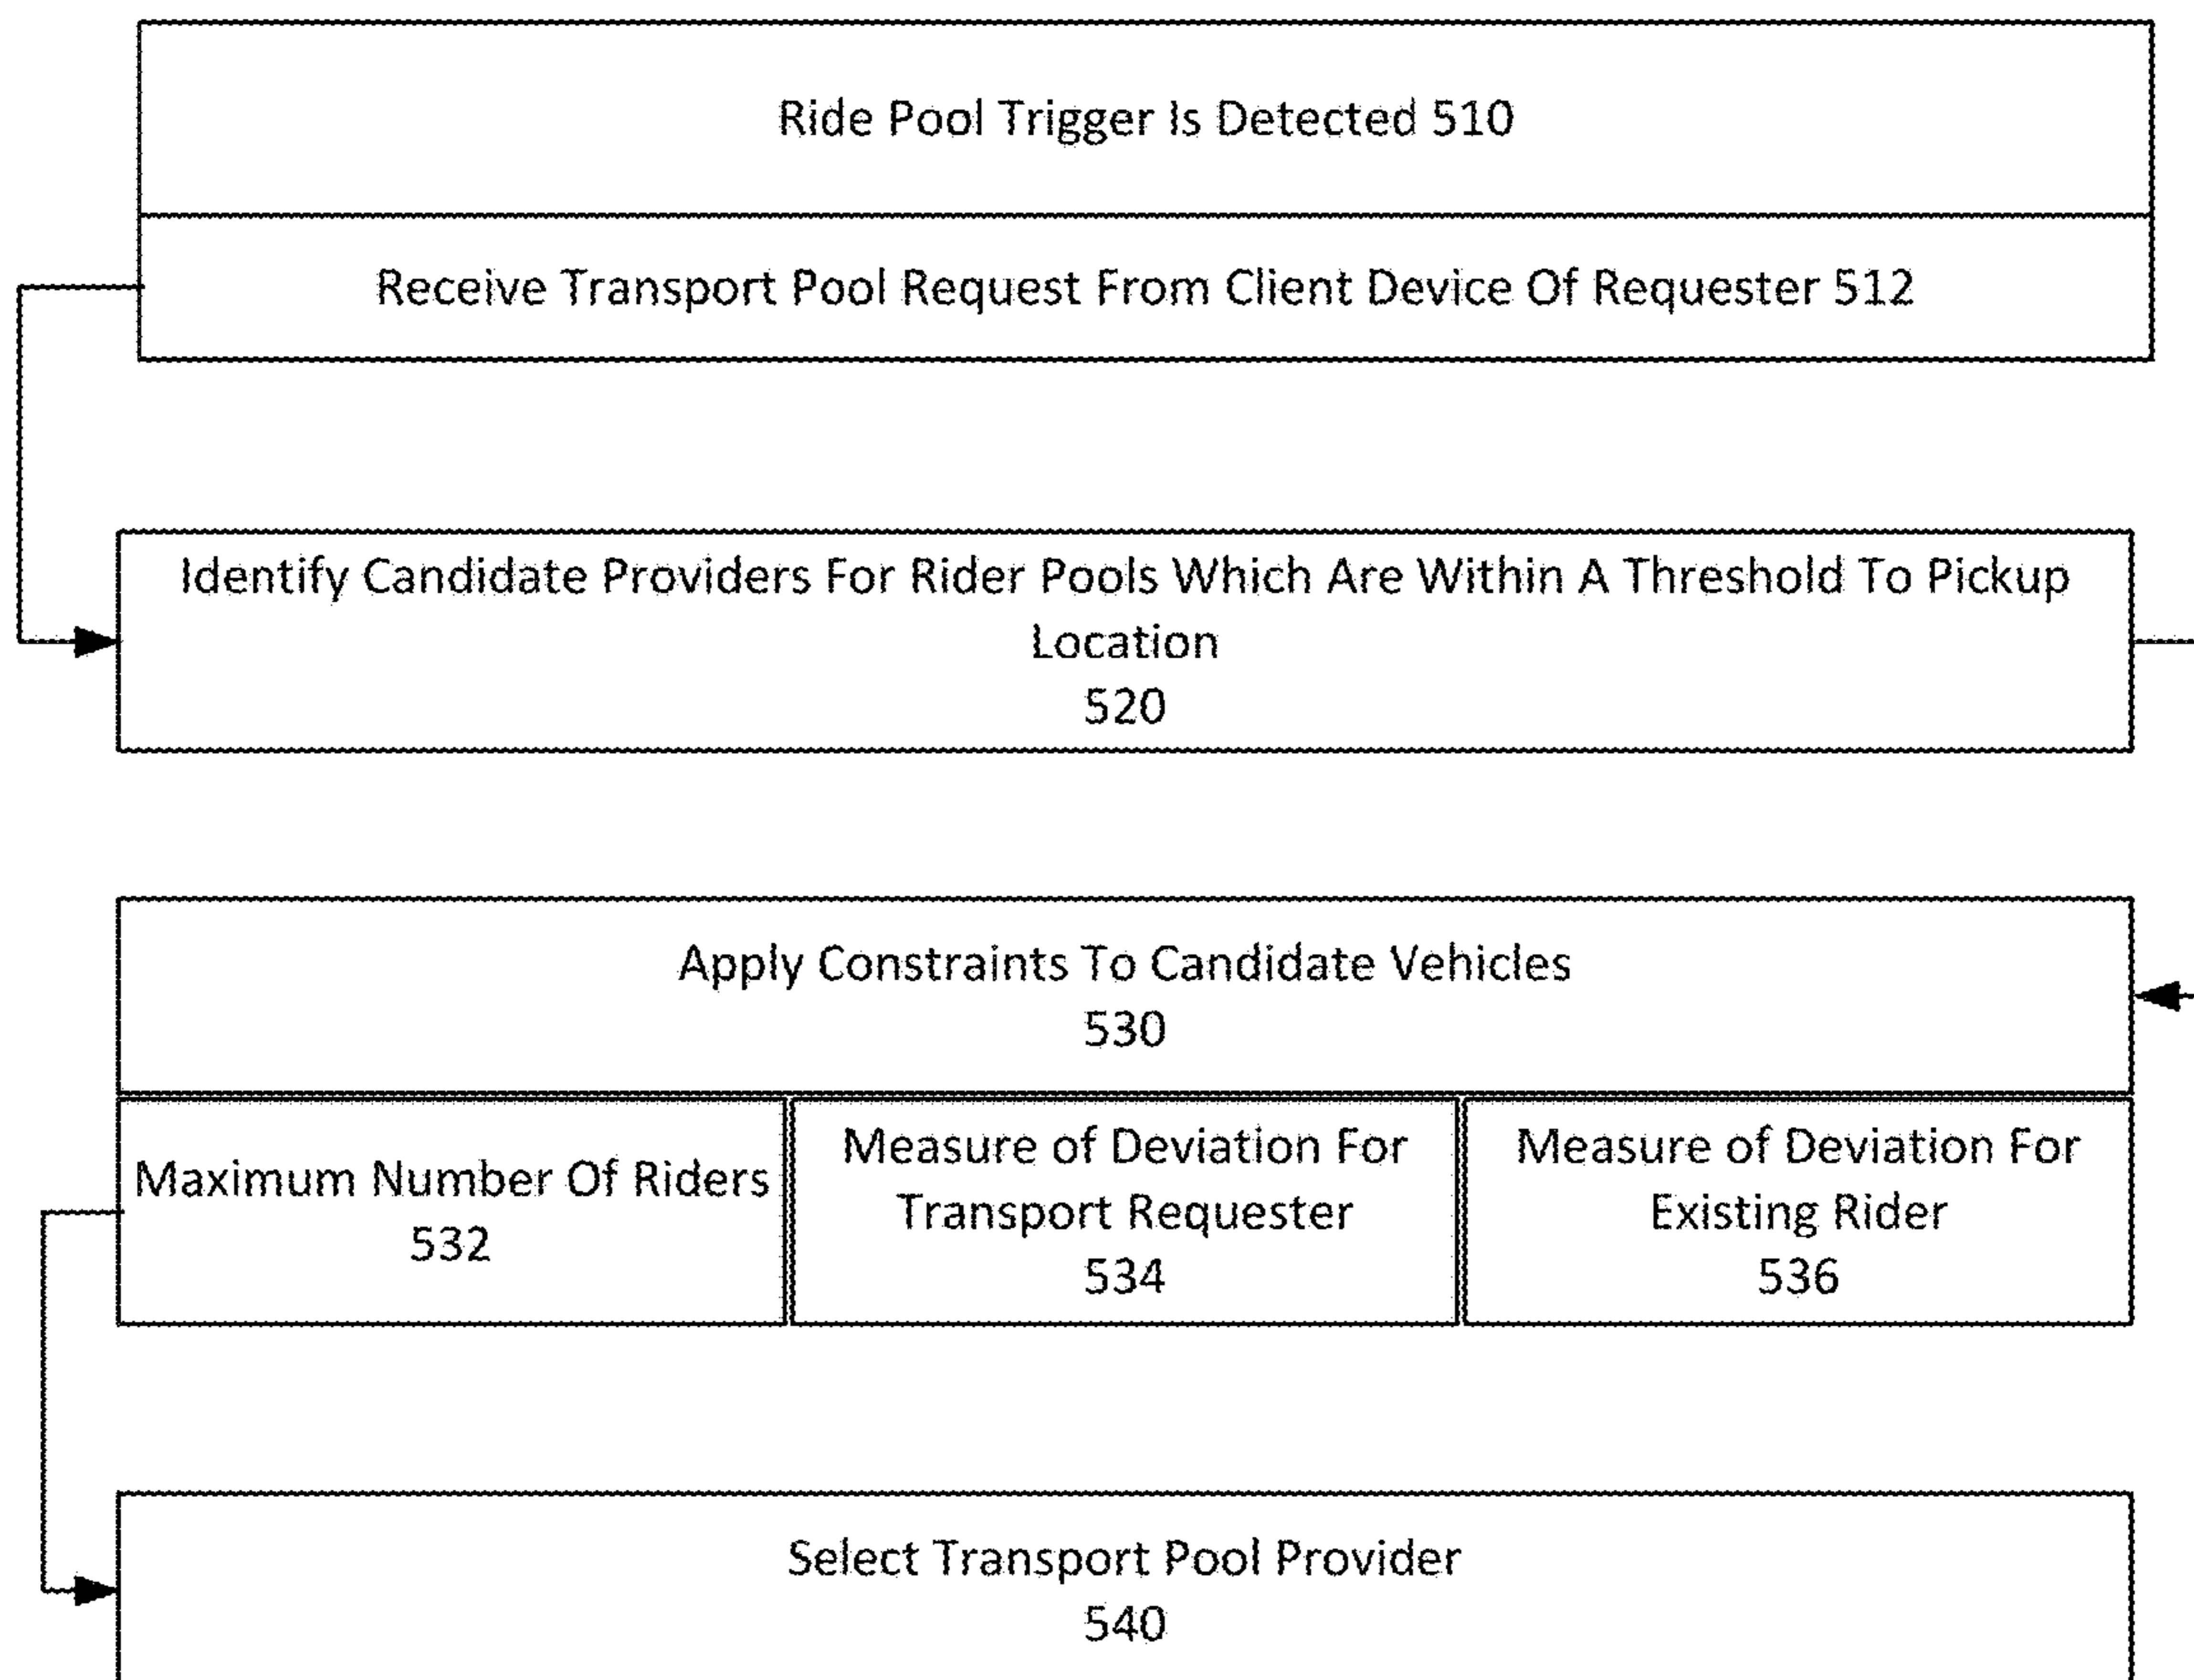 Ride Pool Trigger Is Detected 510
Receive Transport Pool Request From Client Device Of Requester 512
Identify Candidate Providers For Rider Pools Which Are Within A Threshold To Pickup
Location
520
Apply Constraints To Candidate Vehicles
530
Maximum Number Of Riders
532
Measure of Deviation For
Transport Requester
534
Measure of Deviation For
Existing Rider
536
Select Transport Pool Provider
540